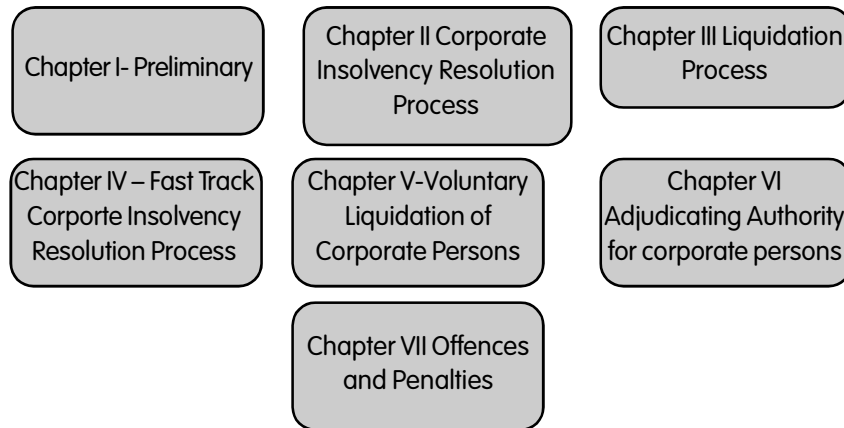 Chapter I- Preliminary
Chapter II Corporate
Insolvency Resolution
Process
Chapter III Liquidation
Process
Chapter IV – Fast Track
Corporte Insolvency
Resolution Process
Chapter V-Voluntary
Liquidation of
Corporate Persons
Chapter VI
Adjudicating Authority
for corporate persons
Chapter VII Offences
and Penalties